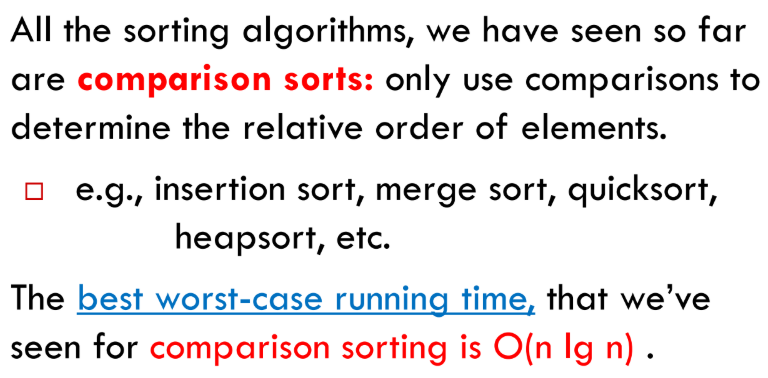 All the sorting algorithms, we have seen so far
are comparison sorts: only use comparisons to
determine the relative order of elements.
e.g., insertion sort, merge sort, quicksort,
heapsort, etc.
The best worst-case running time, that we've
seen for comparison sorting is O(n lg n) .